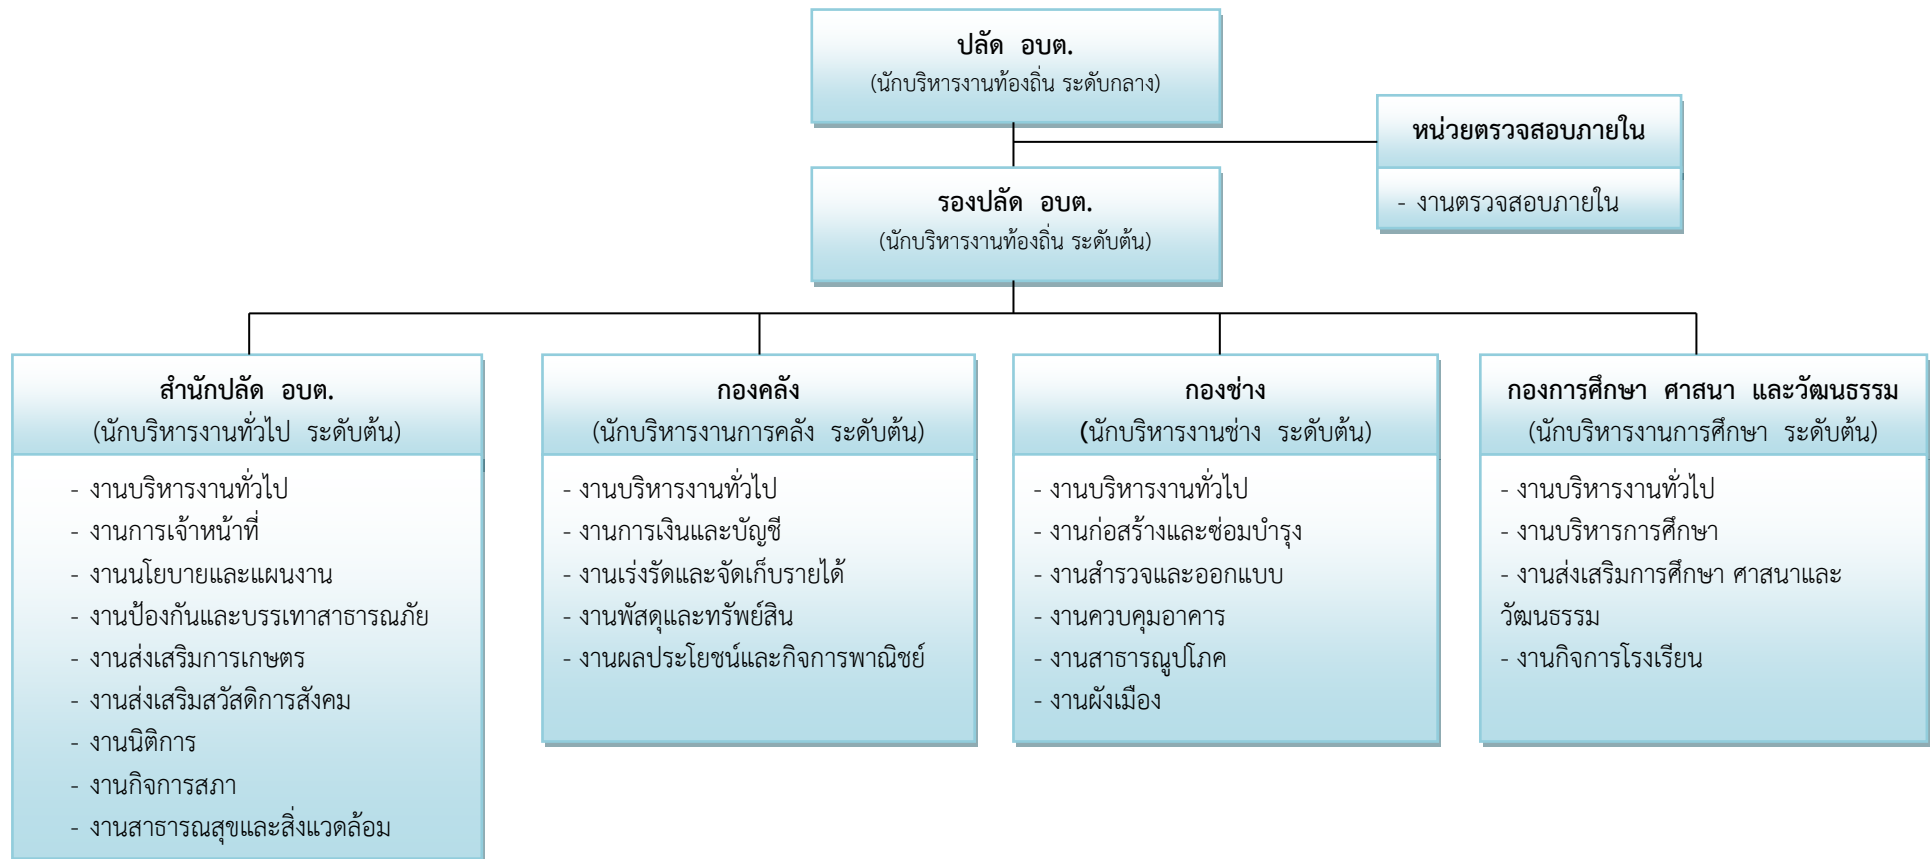 ปลัด อบต.
(นักบริหารงานท้องถิ่น ระดับกลาง)
หน่วยตรวจสอบภายใน
- งานตรวจสอบภายใน
รองปลัด อบต.
(นักบริหารงานท้องถิ่น ระดับต้น)
สำนักปลัด อบต.
(นักบริหารงานทั่วไป ระดับต้น)
- งานบริหารงานทั่วไป
- งานการเจ้าหน้าที่
- งานนโยบายและแผนงาน
- งานป้องกันและบรรเทาสาธารณภัย
- งานส่งเสริมการเกษตร
- งานส่งเสริมสวัสดิการสังคม
- งานนิติการ
- งานกิจการสภา
- งานสาธารณสุขและสิ่งแวดล้อม
กองคลัง
(นักบริหารงานการคลัง ระดับต้น)
- งานบริหารงานทั่วไป
- งานการเงินและบัญชี
- งานเร่งรัดและจัดเก็บรายได้
- งานพัสดุและทรัพย์สิน
- งานผลประโยชน์และกิจการพาณิชย์
กองช่าง
(นักบริหารงานช่าง ระดับต้น)
- งานบริหารงานทั่วไป
- งานก่อสร้างและซ่อมบำรุง
- งานสำรวจและออกแบบ
- งานควบคุมอาคาร
- งานสาธารณูปโภค
- งานผังเมือง
กองการศึกษา ศาสนา และวัฒนธรรม
(นักบริหารงานการศึกษา ระดับต้น)
- งานบริหารงานทั่วไป
- งานบริหารการศึกษา
- งานส่งเสริมการศึกษา ศาสนาและ
วัฒนธรรม
- งานกิจการโรงเรียน